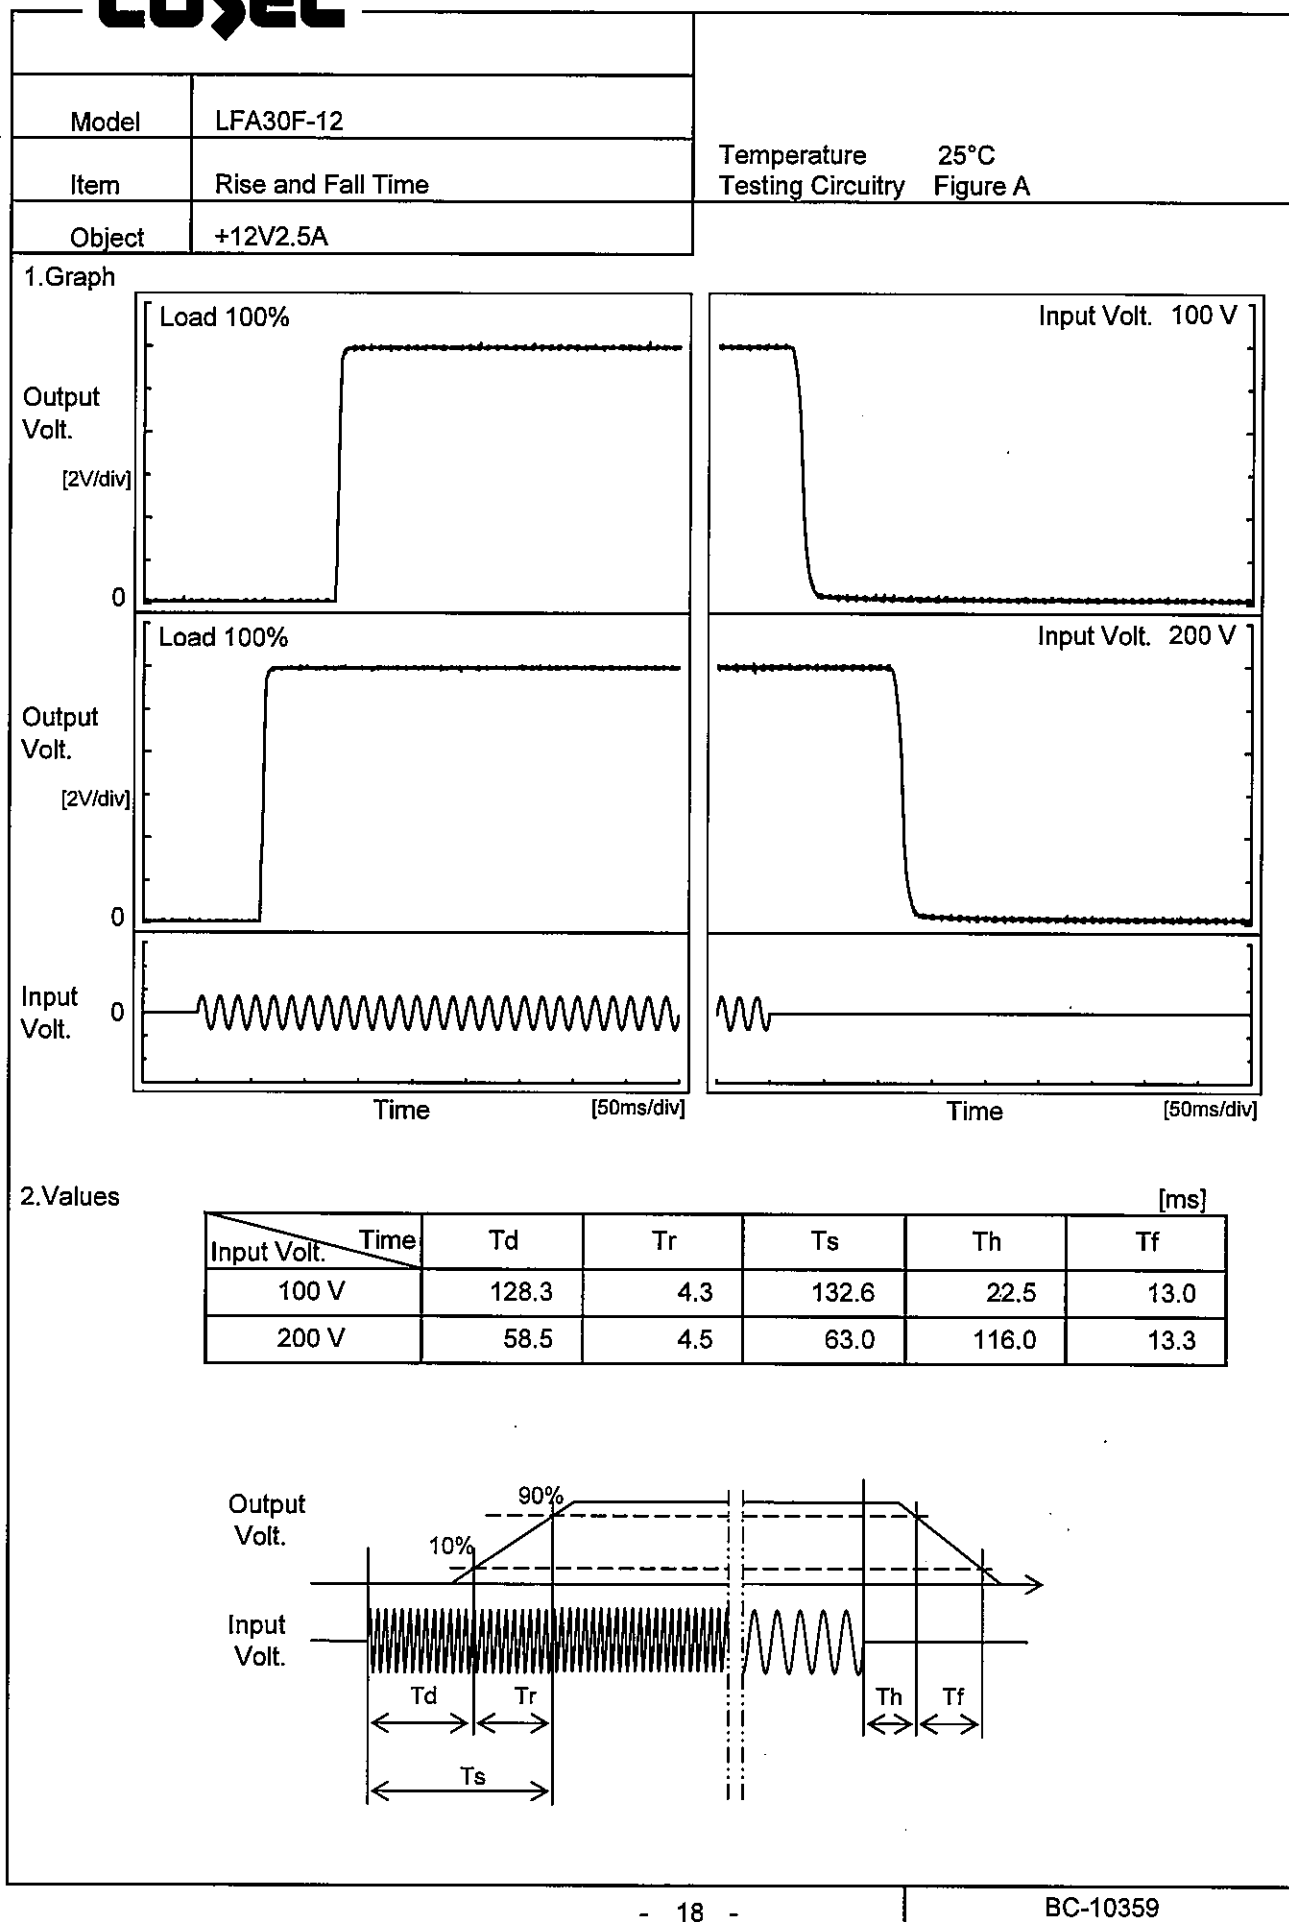 COSEL
Model LFA30F-12
Item Rise and Fall Time
Object +12V2.5A
Temperature 25°C
Testing Circuitry Figure A
1.Graph
Load 100%
Output
Volt.
[2V/div]
0
Input Volt. 100 V
Load 100%
Output
Volt.
[2V/div]
0
Input Volt. 200 V
Input
Volt.
0
Time [50ms/div]
Time [50ms/div]
2.Values
[ms]
Input Volt. Time Td Tr Ts Th Tf
100 V 128.3 4.3 132.6 22.5 13.0
200 V 58.5 4.5 63.0 116.0 13.3
Output
Volt.
90%
10%
Input
Volt.
Td Tr Th Tf
Ts
- 18 -
BC-10359